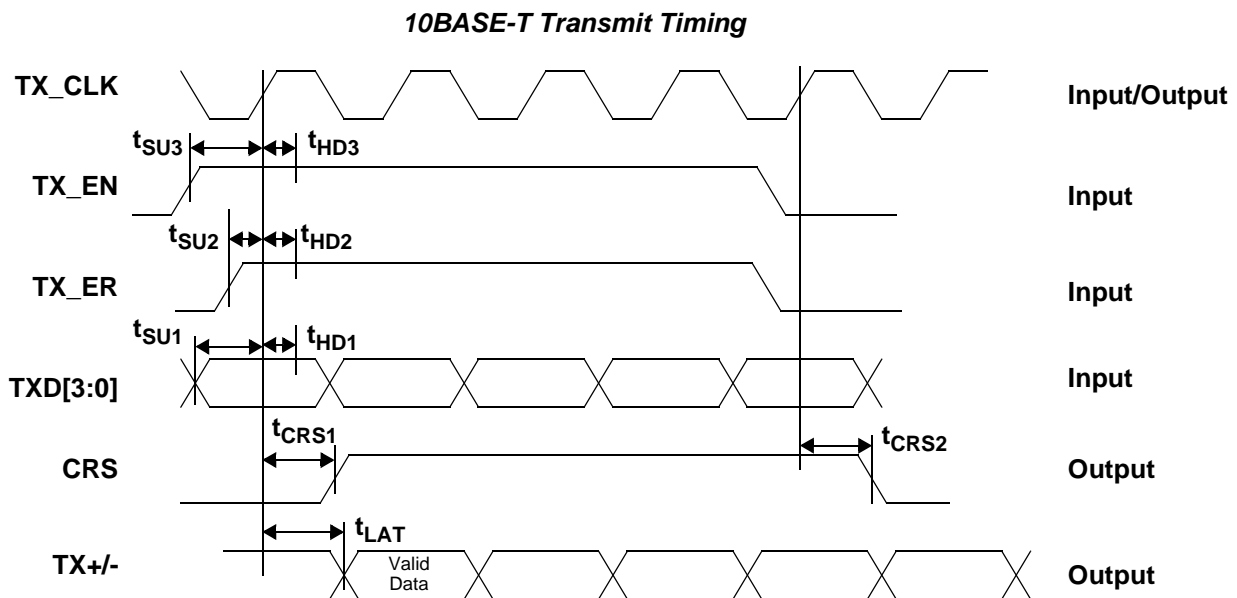 10BASE-T Transmit Timing
TX_CLK
Input/Output
tSU3
tHD3
TX_EN
Input
tSU2
tHD2
TX_ER
Input
tSU1
tHD1
TXD[3:0]
Input
tCRS1
tCRS2
CRS
Output
tLAT
TX+/-
Valid
Data
Output